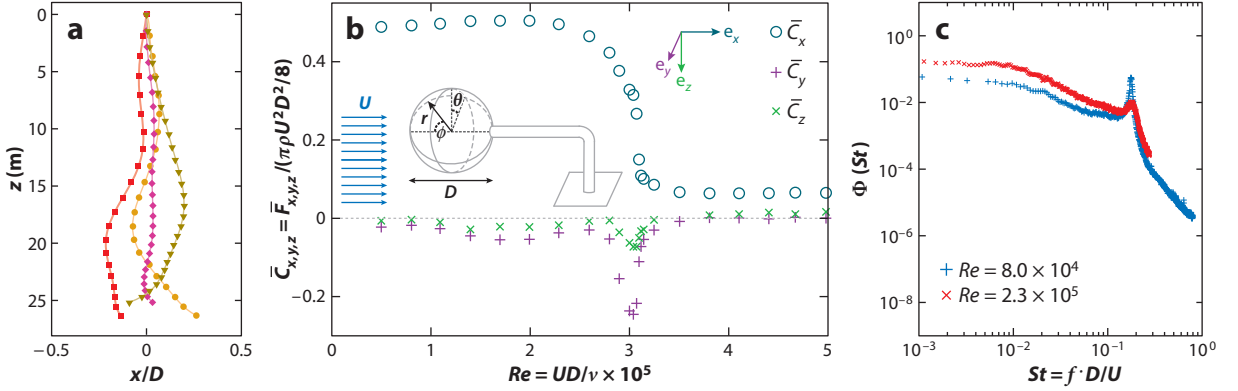 a
0
5
10
15
20
25
z (m)
−0.5
0
0.5
x/D
b
0.4
0.2
0
−0.2
C̅x,y,z = F̅x,y,z/(πρU²D²/8)
ex
ey
ez
C̅x
C̅y
C̅z
U
r
θ
ϕ
D
0
1
2
3
4
5
Re = UD/ν × 10⁵
c
10⁰
10⁻²
10⁻⁴
10⁻⁶
10⁻⁸
Φ (St)
Re = 8.0 × 10⁴
Re = 2.3 × 10⁵
10⁻³
10⁻²
10⁻¹
10⁰
St = f · D/U